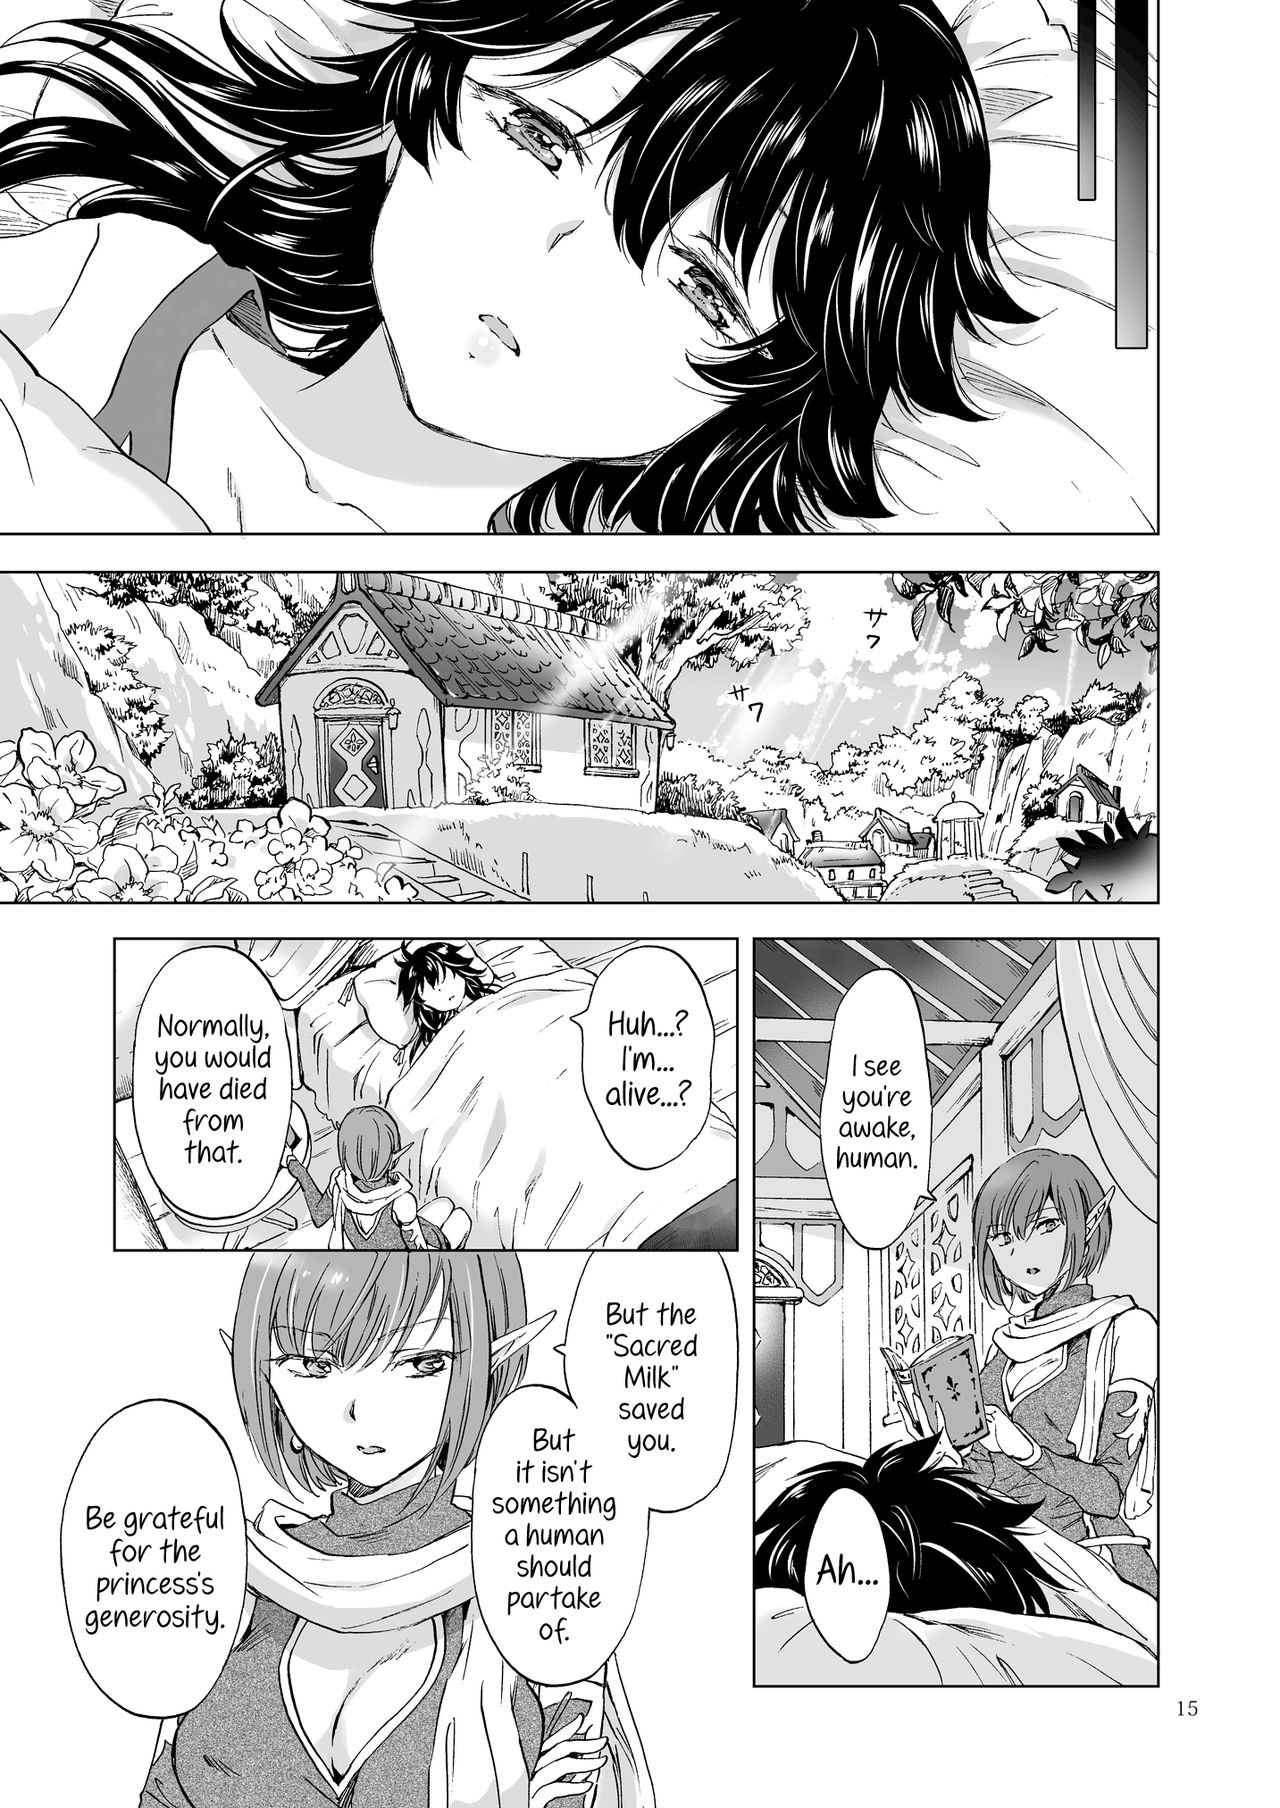 サワ
サワ
I see
you're
awake,
human.
Ah...
Huh...?
I'm...
alive...?
Normally,
you would
have died
from
that.
But the
"Sacred
Milk"
saved
you.
But
it isn't
something
a human
should
partake
of.
Be grateful
for the
princess's
generosity.
15